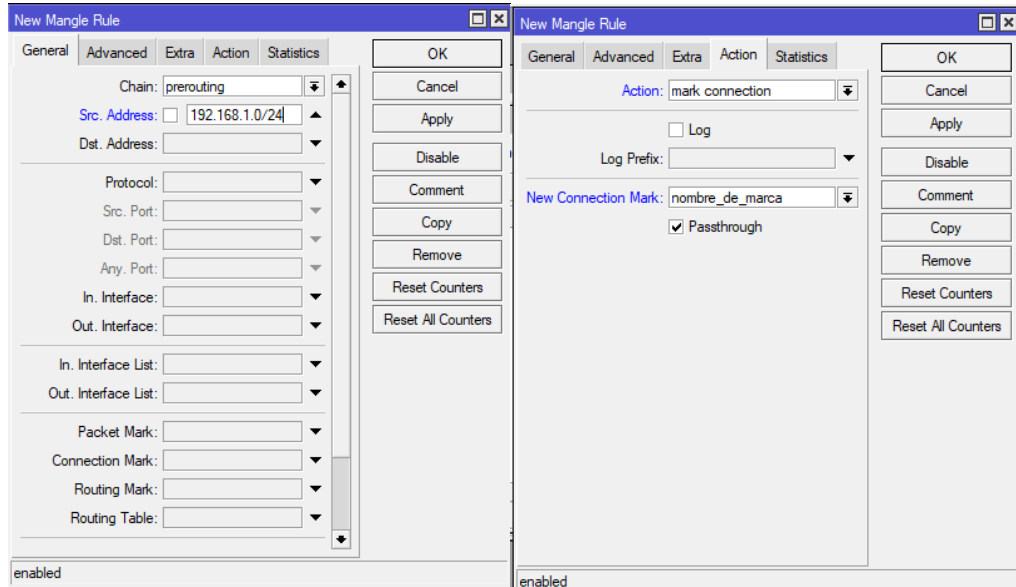 New Mangle Rule
General Advanced Extra Action Statistics
Chain: prerouting
Src. Address: 192.168.1.0/24
Dst. Address:
Protocol:
Src. Port:
Dst. Port:
Any. Port:
In. Interface:
Out. Interface:
In. Interface List:
Out. Interface List:
Packet Mark:
Connection Mark:
Routing Mark:
Routing Table:
OK
Cancel
Apply
Disable
Comment
Copy
Remove
Reset Counters
Reset All Counters
enabled
New Mangle Rule
General Advanced Extra Action Statistics
Action: mark connection
Log
Log Prefix:
New Connection Mark: nombre_de_marca
Passthrough
OK
Cancel
Apply
Disable
Comment
Copy
Remove
Reset Counters
Reset All Counters
enabled